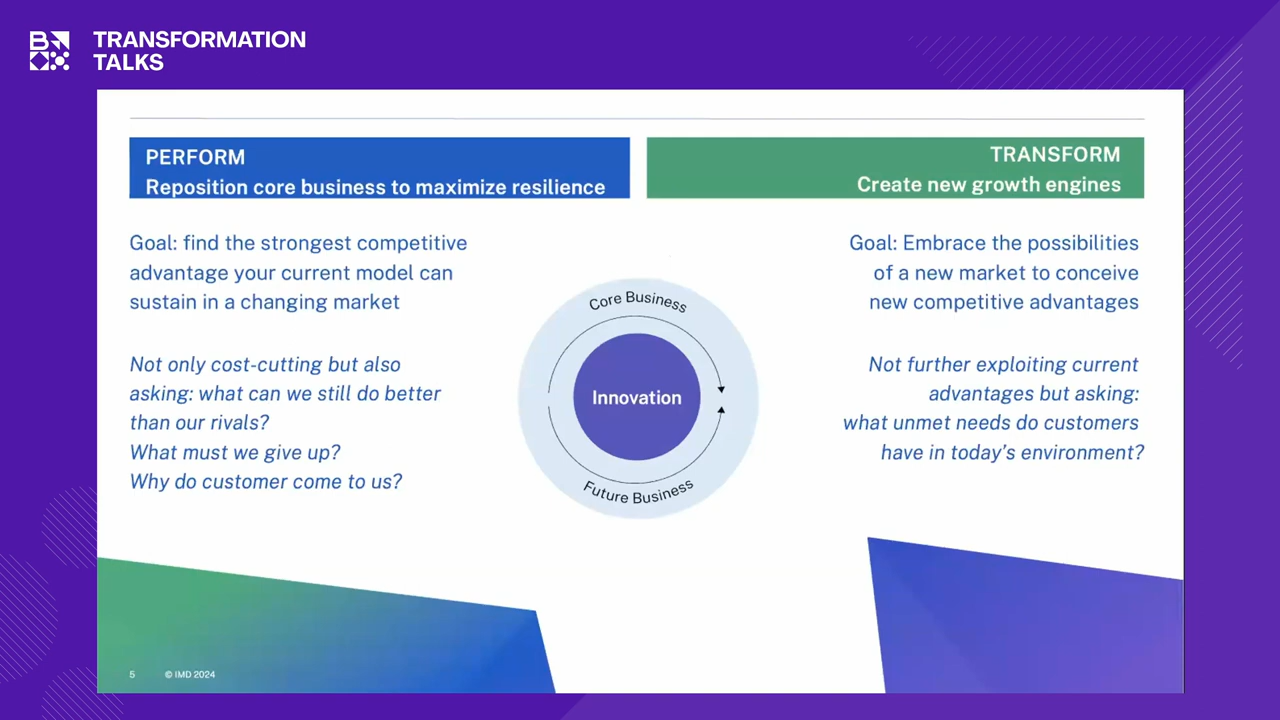 TRANSFORMATION
TALKS
PERFORM
Reposition core business to maximize resilience
TRANSFORM
Create new growth engines
Goal: find the strongest competitive
advantage your current model can
sustain in a changing market
Not only cost-cutting but also
asking: what can we still do better
than our rivals?
What must we give up?
Why do customer come to us?
Core Business
Innovation
Future Business
Goal: Embrace the possibilities
of a new market to conceive
new competitive advantages
Not further exploiting current
advantages but asking:
what unmet needs do customers
have in today's environment?
5 © IMD 2024